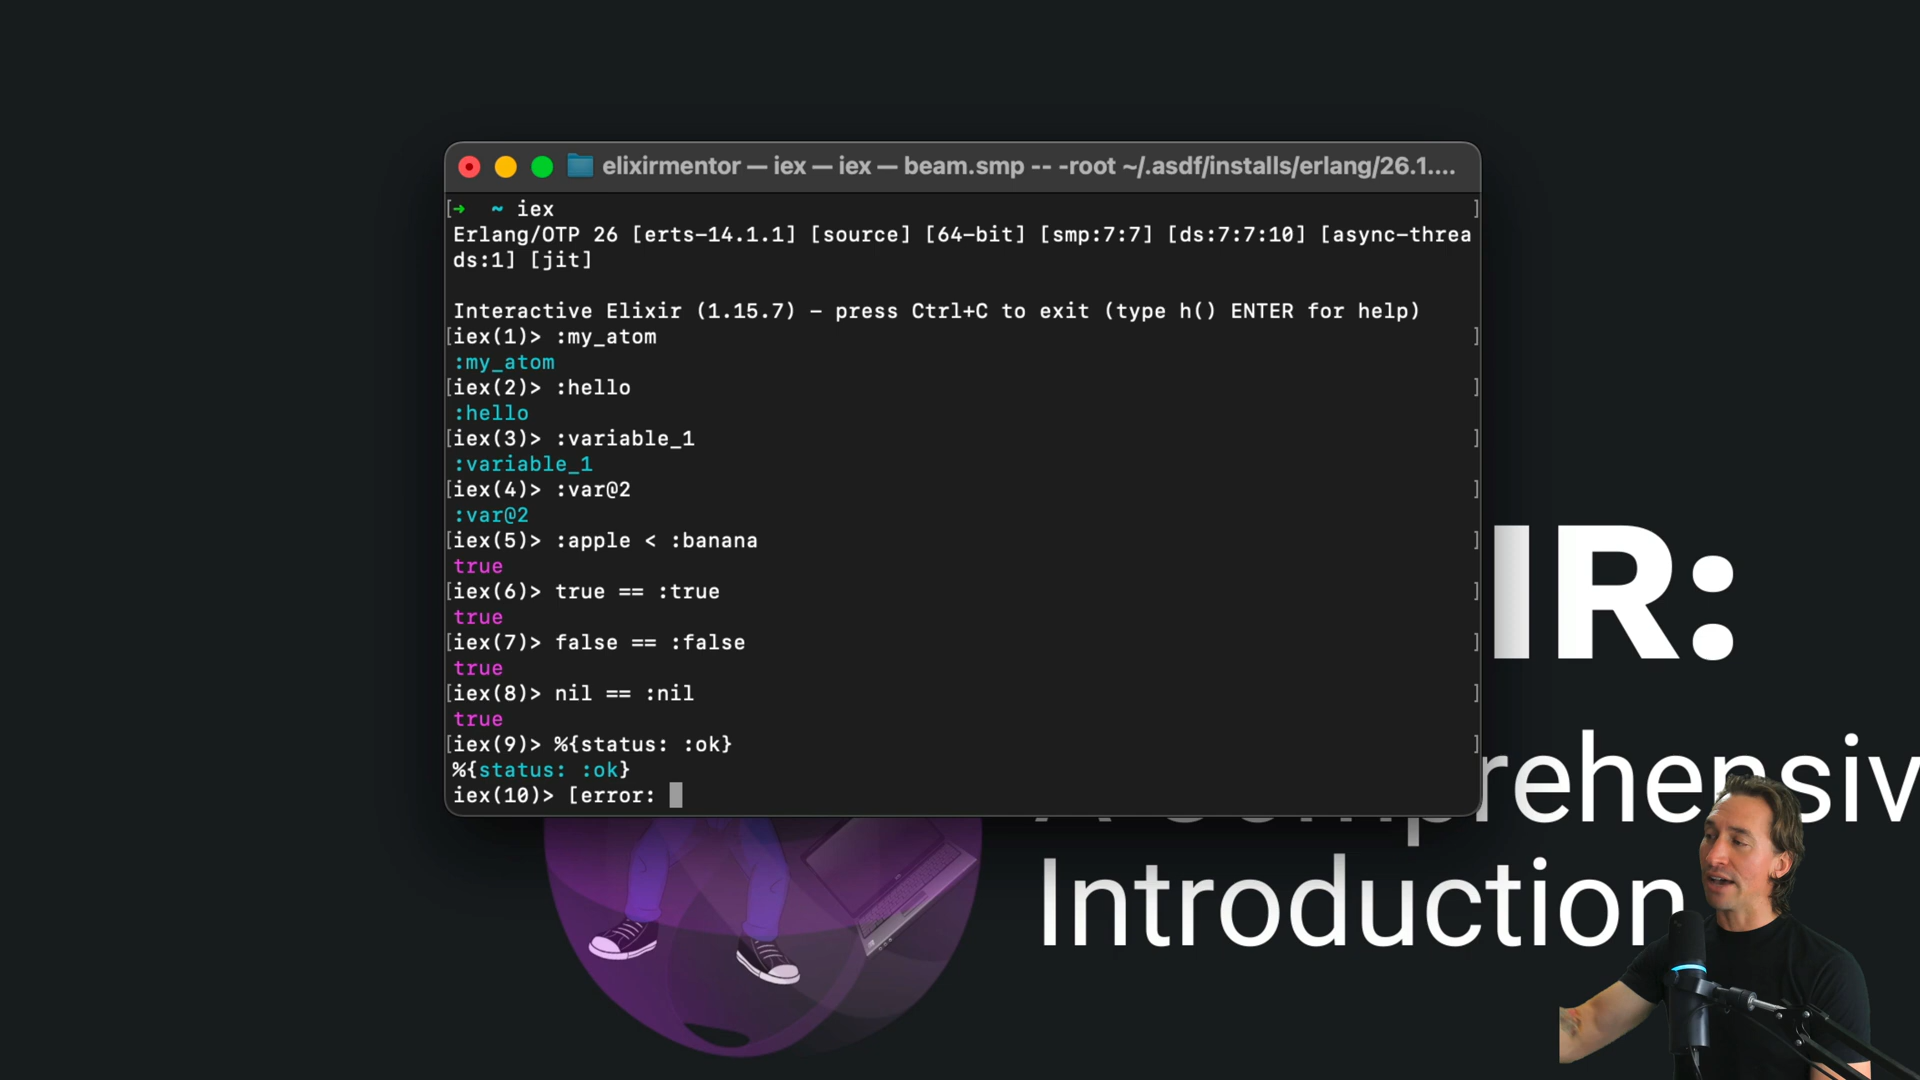 elixirmentor — iex — iex — beam.smp -- -root ~/.asdf/installs/erlang/26.1....
[➜  ~ iex ]
Erlang/OTP 26 [erts-14.1.1] [source] [64-bit] [smp:7:7] [ds:7:7:10] [async-threa
ds:1] [jit]
Interactive Elixir (1.15.7) – press Ctrl+C to exit (type h() ENTER for help)
[iex(1)> :my_atom ]
:my_atom
[iex(2)> :hello ]
:hello
[iex(3)> :variable_1 ]
:variable_1
[iex(4)> :var@2 ]
:var@2
[iex(5)> :apple < :banana ]
true
[iex(6)> true == :true ]
true
[iex(7)> false == :false ]
true
[iex(8)> nil == :nil ]
true
[iex(9)> %{status: :ok} ]
%{status: :ok}
iex(10)> [error:
IR:
Introduction